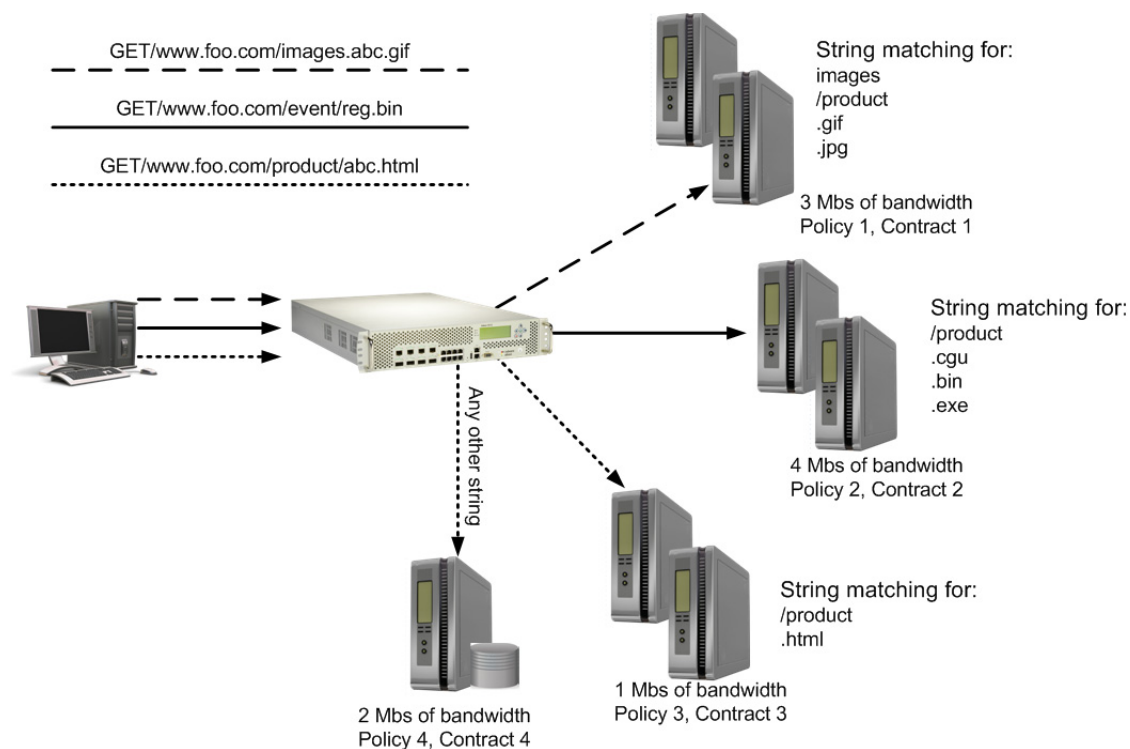 GET/www.foo.com/images.abc.gif
GET/www.foo.com/event/reg.bin
GET/www.foo.com/product/abc.html
String matching for:
images
/product
.gif
.jpg
3 Mbs of bandwidth
Policy 1, Contract 1
String matching for:
/product
.cgu
.bin
.exe
4 Mbs of bandwidth
Policy 2, Contract 2
Any other string
String matching for:
/product
.html
1 Mbs of bandwidth
Policy 3, Contract 3
2 Mbs of bandwidth
Policy 4, Contract 4